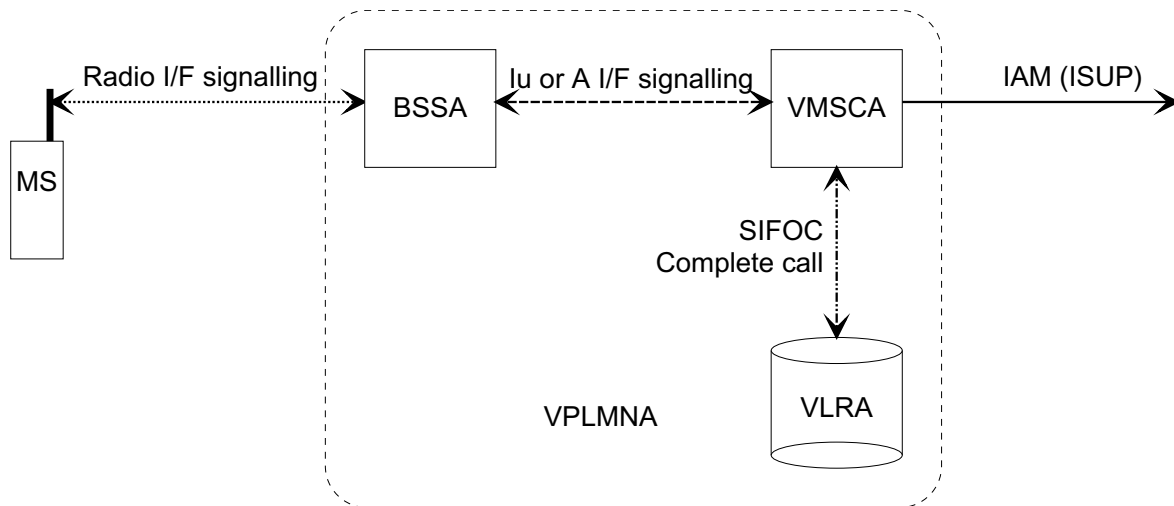 Radio I/F signalling
Iu or A I/F signalling
IAM (ISUP)
BSSA
VMSCA
MS
SIFOC
Complete call
VPLMNA
VLRA